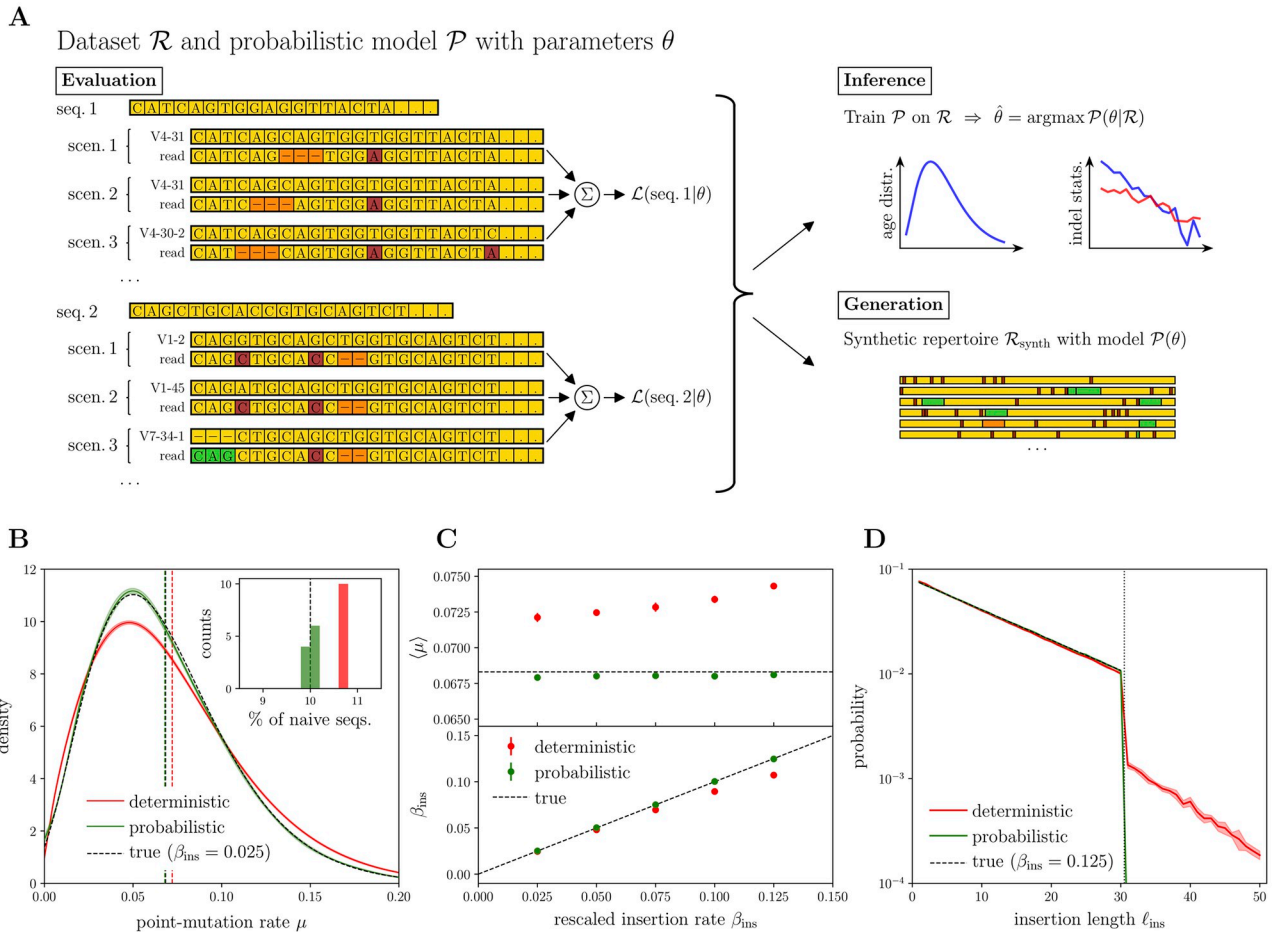 A
Dataset ℛ and probabilistic model 𝒫 with parameters θ
Evaluation
seq. 1 CATCAGTGGAGGTTACTA...
scen. 1
V4-31 CATCAGCAGTGGTGGTTACTA...
read CATCAG---TGGAGGTTACTA...
scen. 2
V4-31 CATCAGCAGTGGTGGTTACTA...
read CATC---AGTGGAGGTTACTA...
scen. 3
V4-30-2 CATCAGCAGTGGTGGTTACTC...
read CAT---CAGTGGAGGTTACTA...
...
Σ
ℒ(seq. 1|θ)
seq. 2 CAGCTGCACCGTGCAGTCT...
scen. 1
V1-2 CAGGTGCAGCTGGTGCAGTCT...
read CAGCTGCACC--GTGCAGTCT...
scen. 2
V1-45 CAGATGCAGCTGGTGCAGTCT...
read CAGCTGCACC--GTGCAGTCT...
scen. 3
V7-34-1 ---CTGCAGCTGGTGCAGTCT...
read CAGCTGCACC--GTGCAGTCT...
...
Σ
ℒ(seq. 2|θ)
Inference
Train 𝒫 on ℛ ⇒ θ̂ = argmax 𝒫(θ|ℛ)
age distr.
indel stats.
Generation
Synthetic repertoire ℛsynth with model 𝒫(θ)
...
B
12
10
8
6
4
2
0
density
0.00 0.05 0.10 0.15 0.20
point-mutation rate μ
deterministic
probabilistic
true (βins = 0.025)
10
5
0
counts
9 10 11
% of naive seqs.
C
0.0750
0.0725
0.0700
0.0675
0.0650
⟨μ⟩
0.15
0.10
0.05
0.00
βins
deterministic
probabilistic
true
0.000 0.025 0.050 0.075 0.100 0.125 0.150
rescaled insertion rate βins
D
10⁻¹
10⁻²
10⁻³
10⁻⁴
probability
deterministic
probabilistic
true (βins = 0.125)
0 10 20 30 40 50
insertion length ℓins